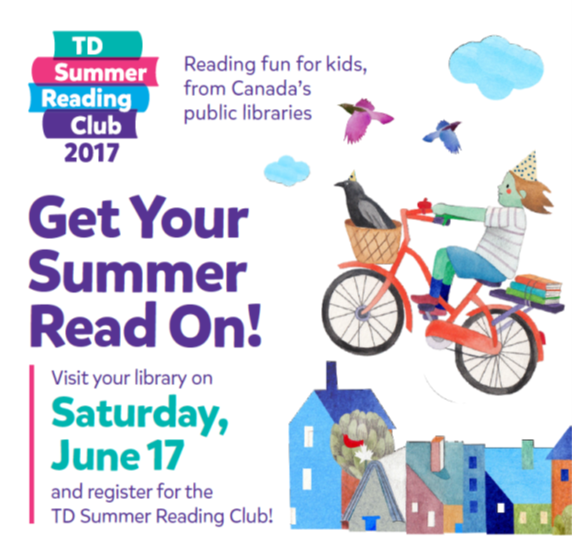 TD
Summer
Reading
Club
2017
Reading fun for kids,
from Canada's
public libraries
Get Your
Summer
Read On!
Visit your library on
Saturday,
June 17
and register for the
TD Summer Reading Club!